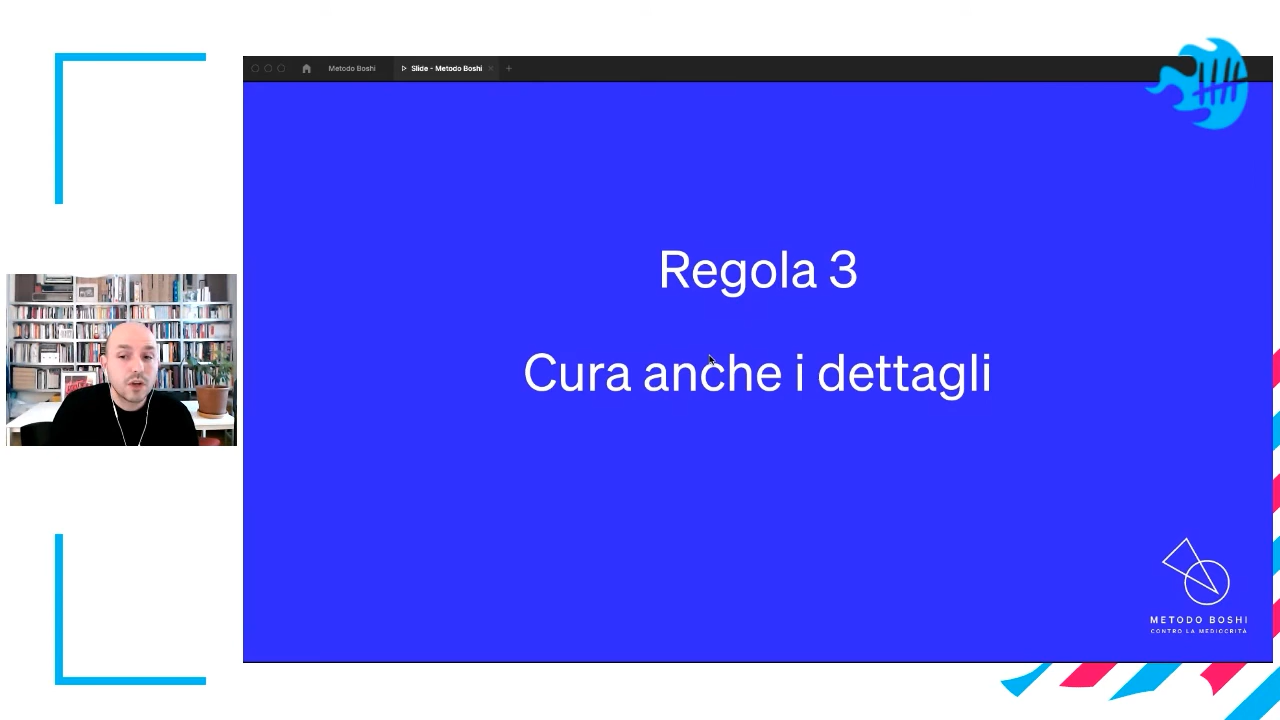 Metodo Boshi
Slide - Metodo Boshi
Regola 3
Cura anche i dettagli
METODO BOSHI
CONTRO LA MEDIOCRITÀ